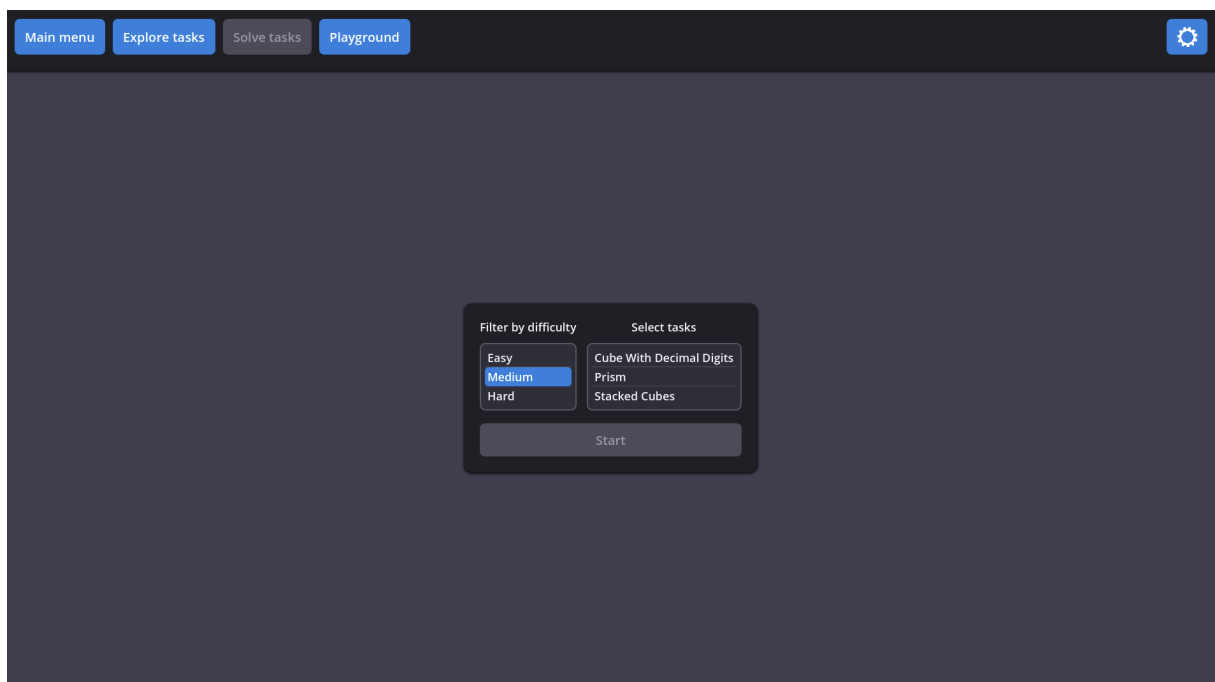 Main menu Explore tasks Solve tasks Playground
Filter by difficulty Select tasks
Easy Cube With Decimal Digits
Medium Prism
Hard Stacked Cubes
Start